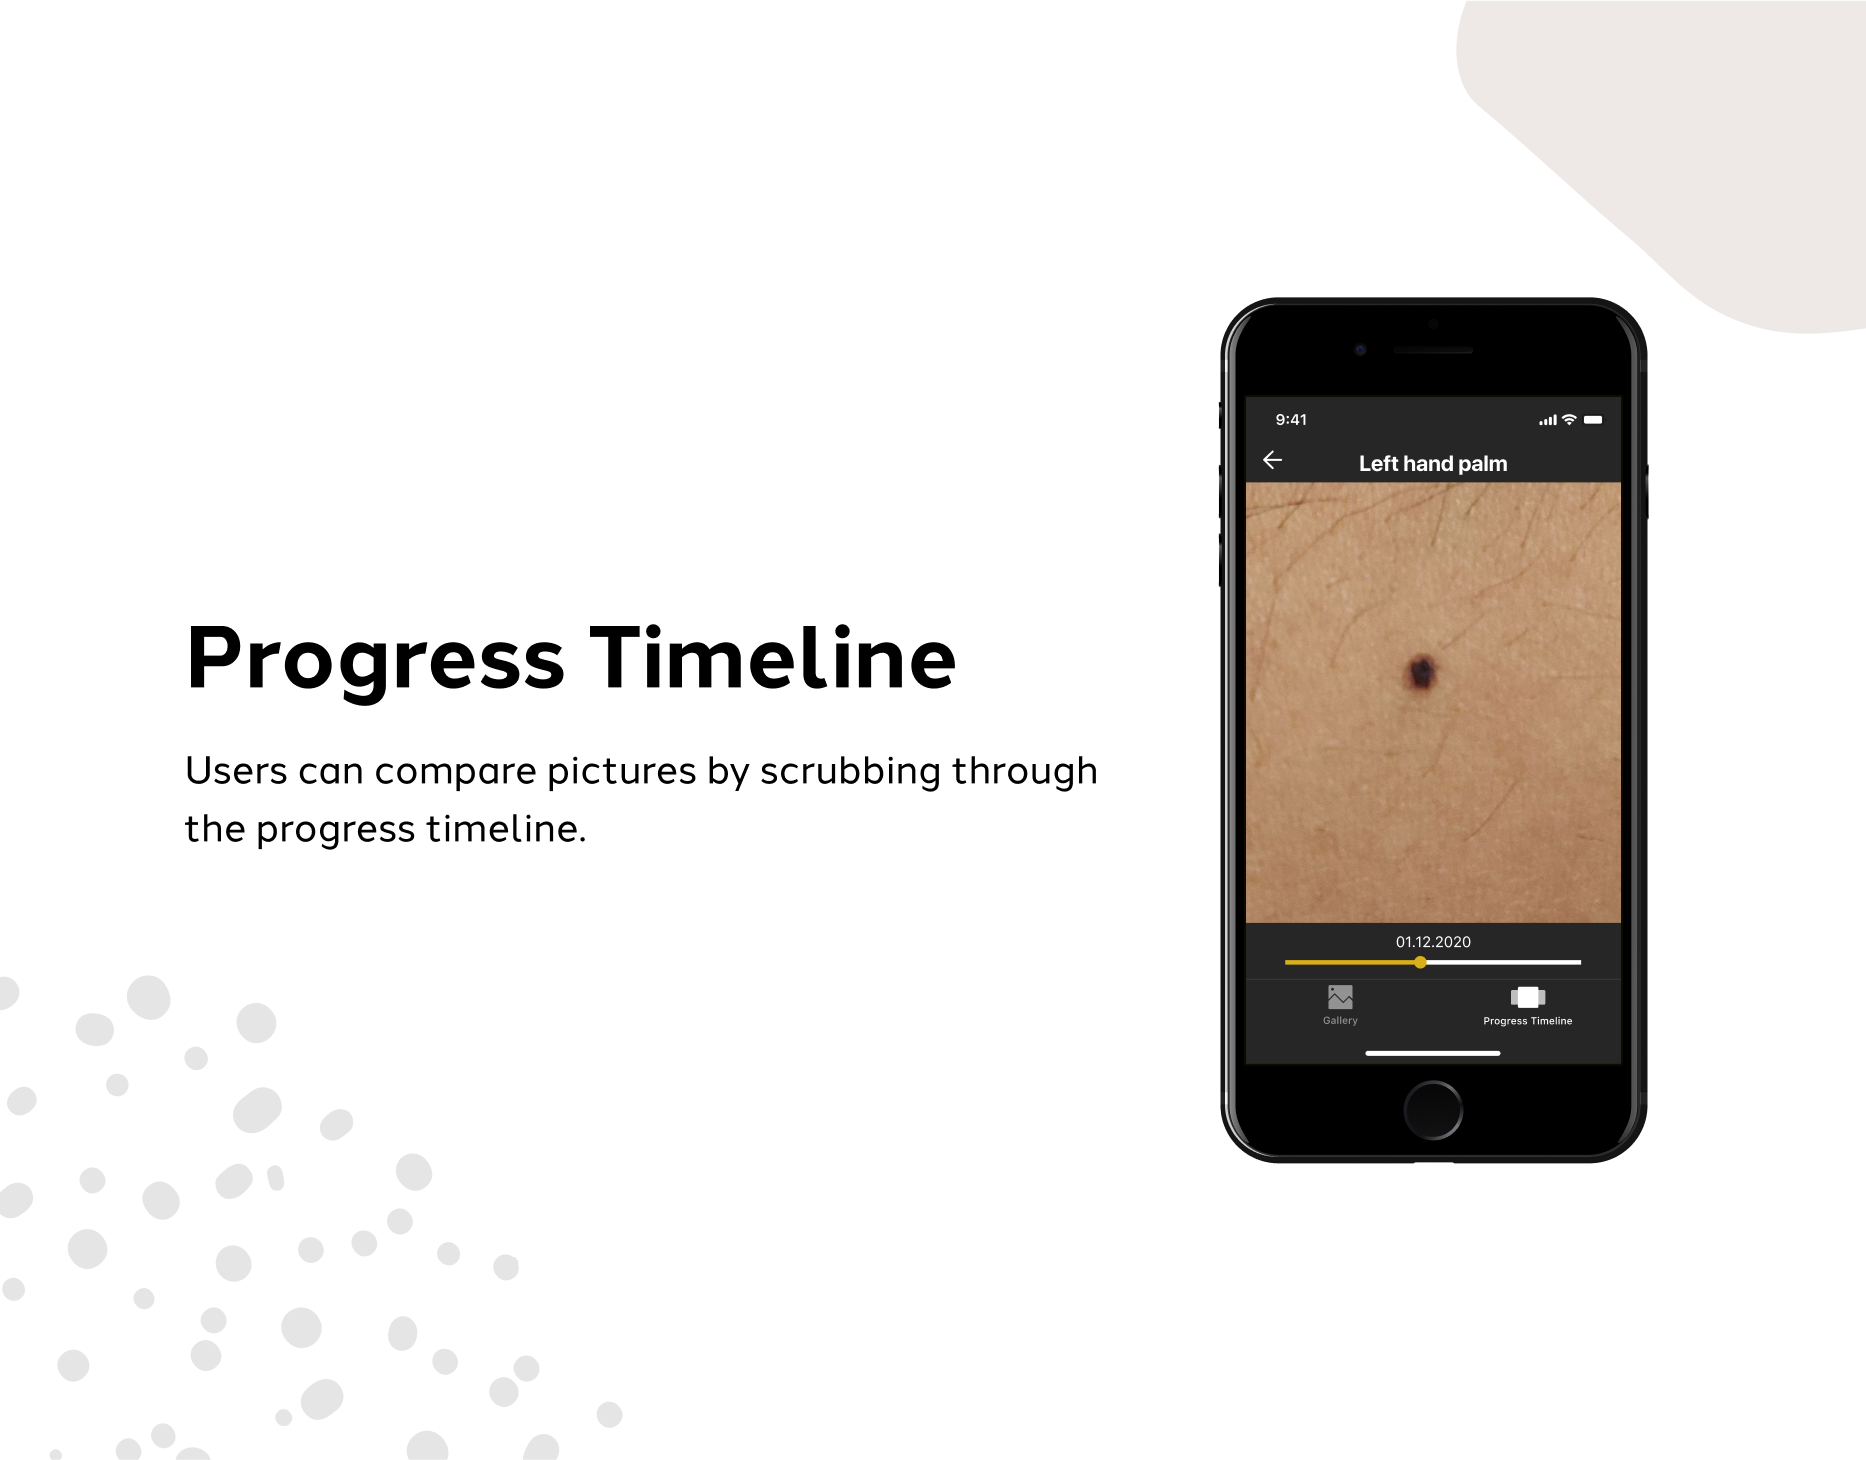 Progress Timeline
Users can compare pictures by scrubbing through
the progress timeline.
9:41
Left hand palm
01.12.2020
Gallery
Progress Timeline